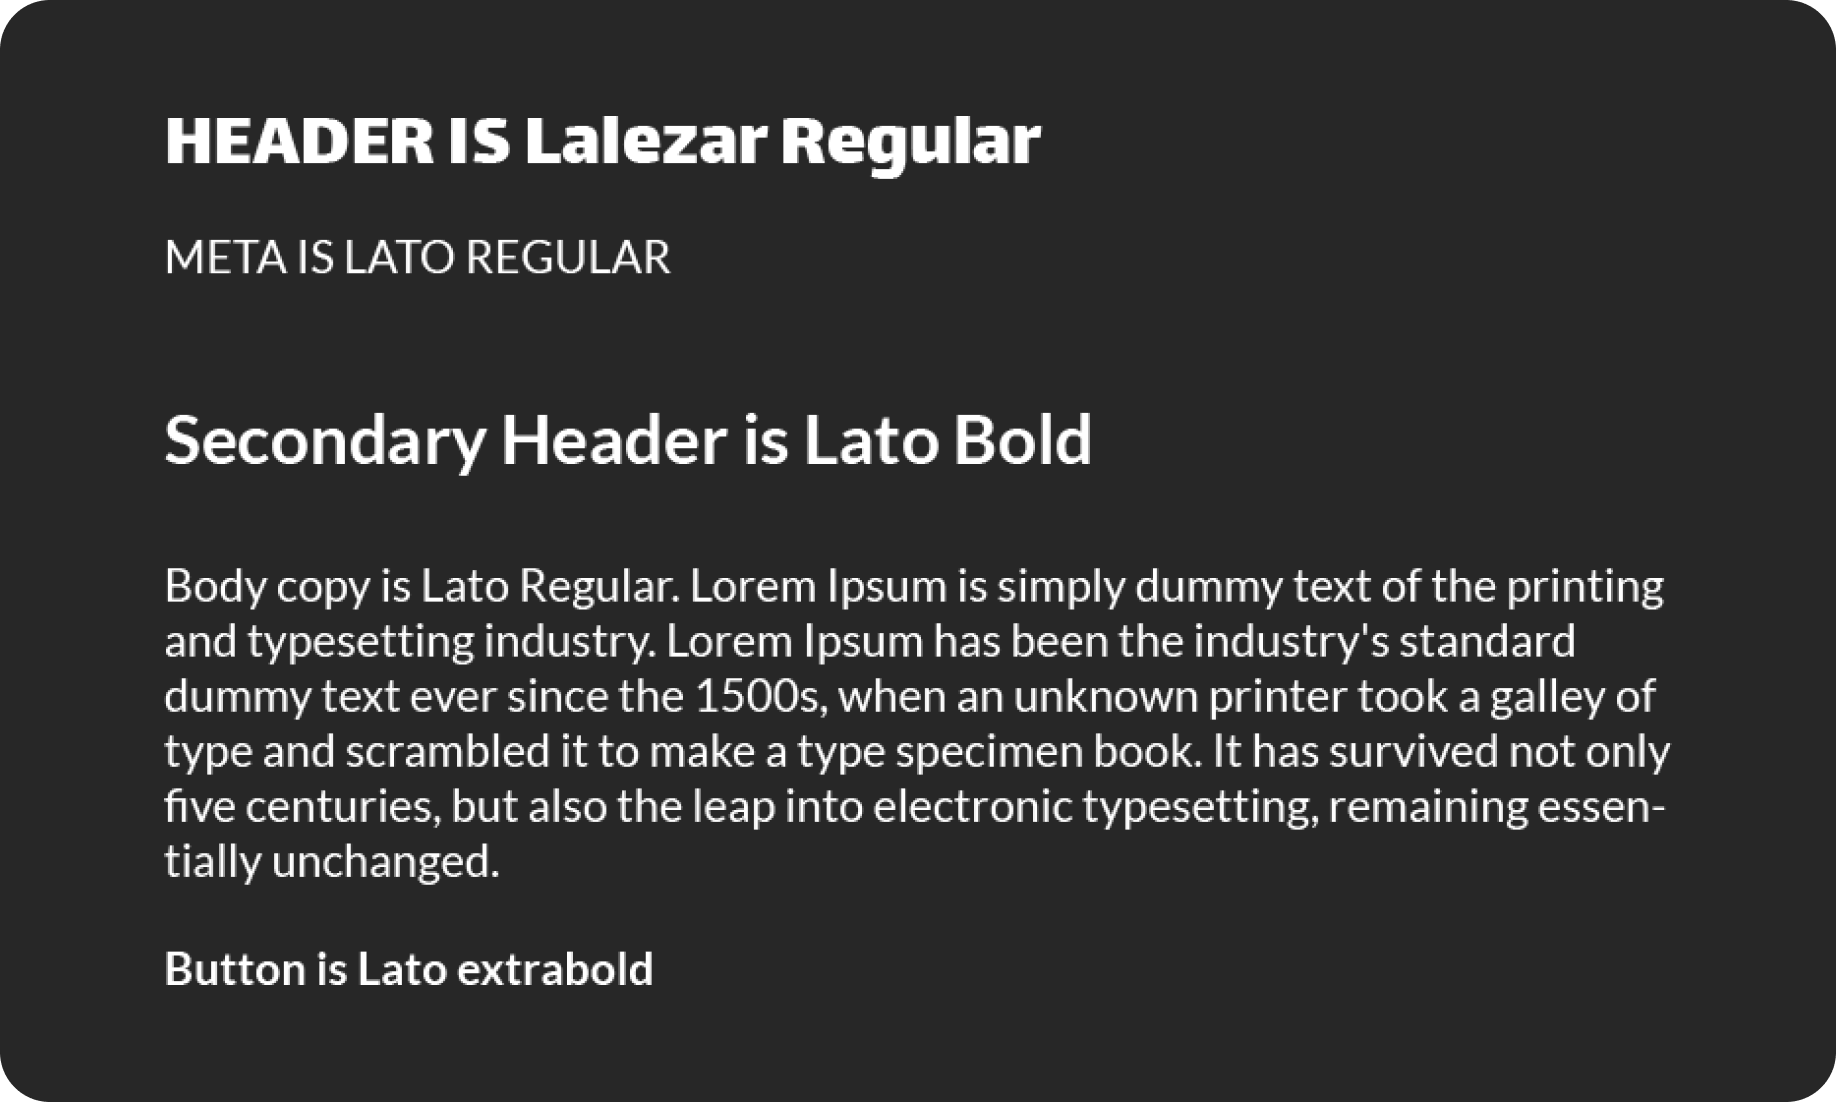 HEADER IS Lalezar Regular
META IS LATO REGULAR
Secondary Header is Lato Bold
Body copy is Lato Regular. Lorem Ipsum is simply dummy text of the printing
and typesetting industry. Lorem Ipsum has been the industry's standard
dummy text ever since the 1500s, when an unknown printer took a galley of
type and scrambled it to make a type specimen book. It has survived not only
five centuries, but also the leap into electronic typesetting, remaining essen-
tially unchanged.
Button is Lato extrabold